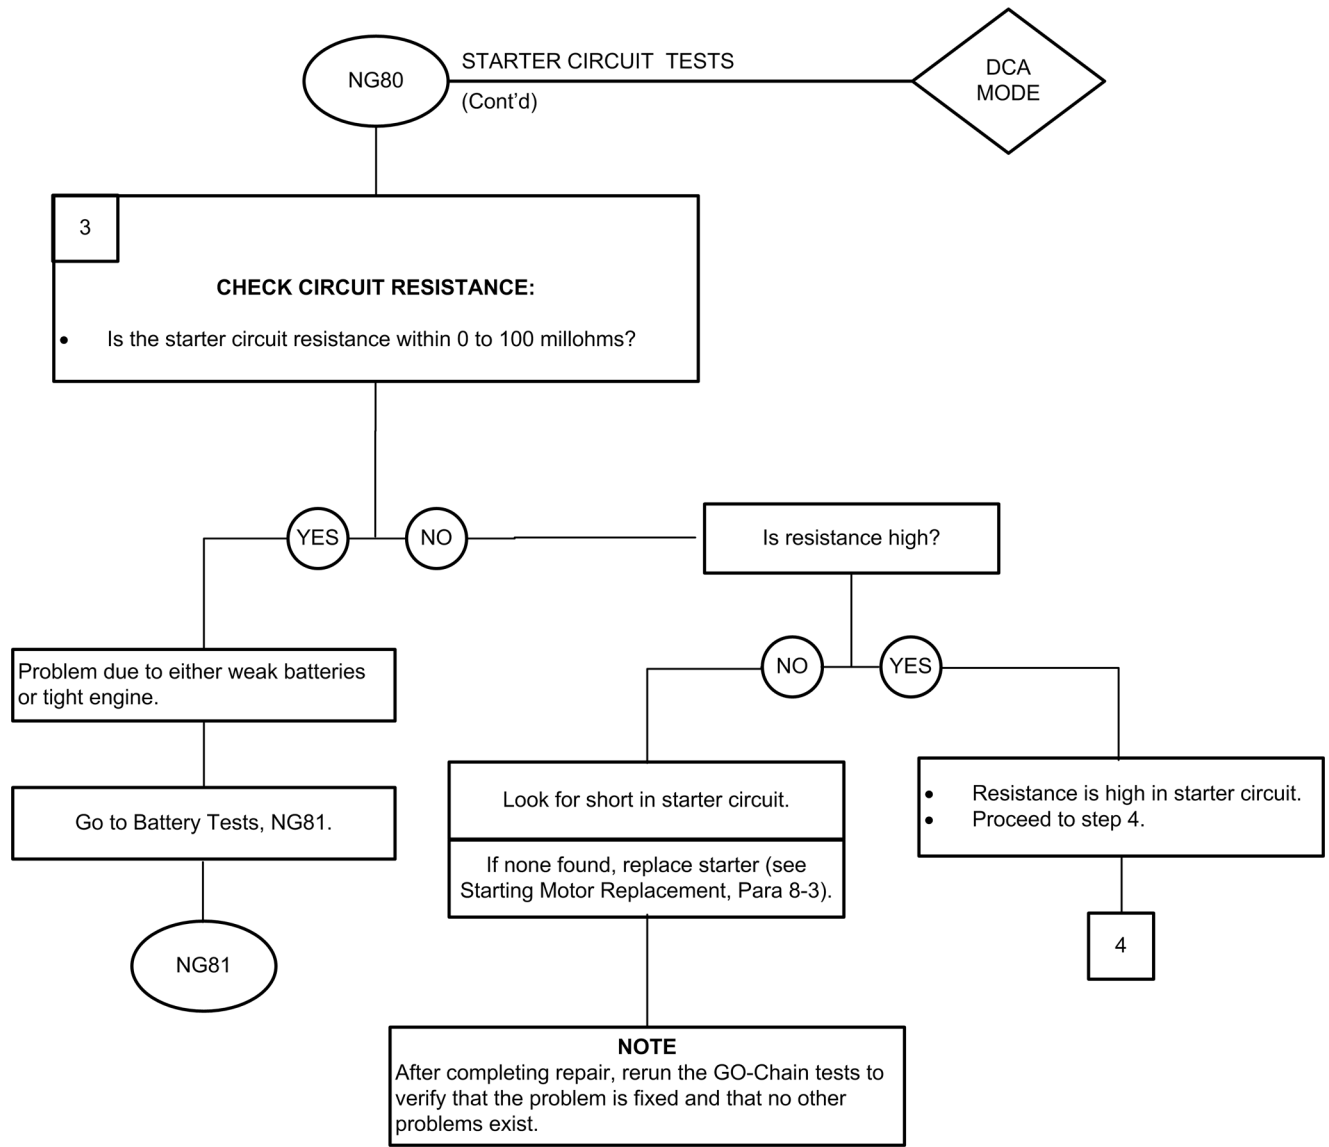 NG80
STARTER CIRCUIT TESTS
(Cont'd)
DCA
MODE
3
CHECK CIRCUIT RESISTANCE:
• Is the starter circuit resistance within 0 to 100 millohms?
YES
NO
Is resistance high?
NO
YES
Problem due to either weak batteries
or tight engine.
Go to Battery Tests, NG81.
NG81
Look for short in starter circuit.
If none found, replace starter (see
Starting Motor Replacement, Para 8-3).
• Resistance is high in starter circuit.
• Proceed to step 4.
4
NOTE
After completing repair, rerun the GO-Chain tests to
verify that the problem is fixed and that no other
problems exist.